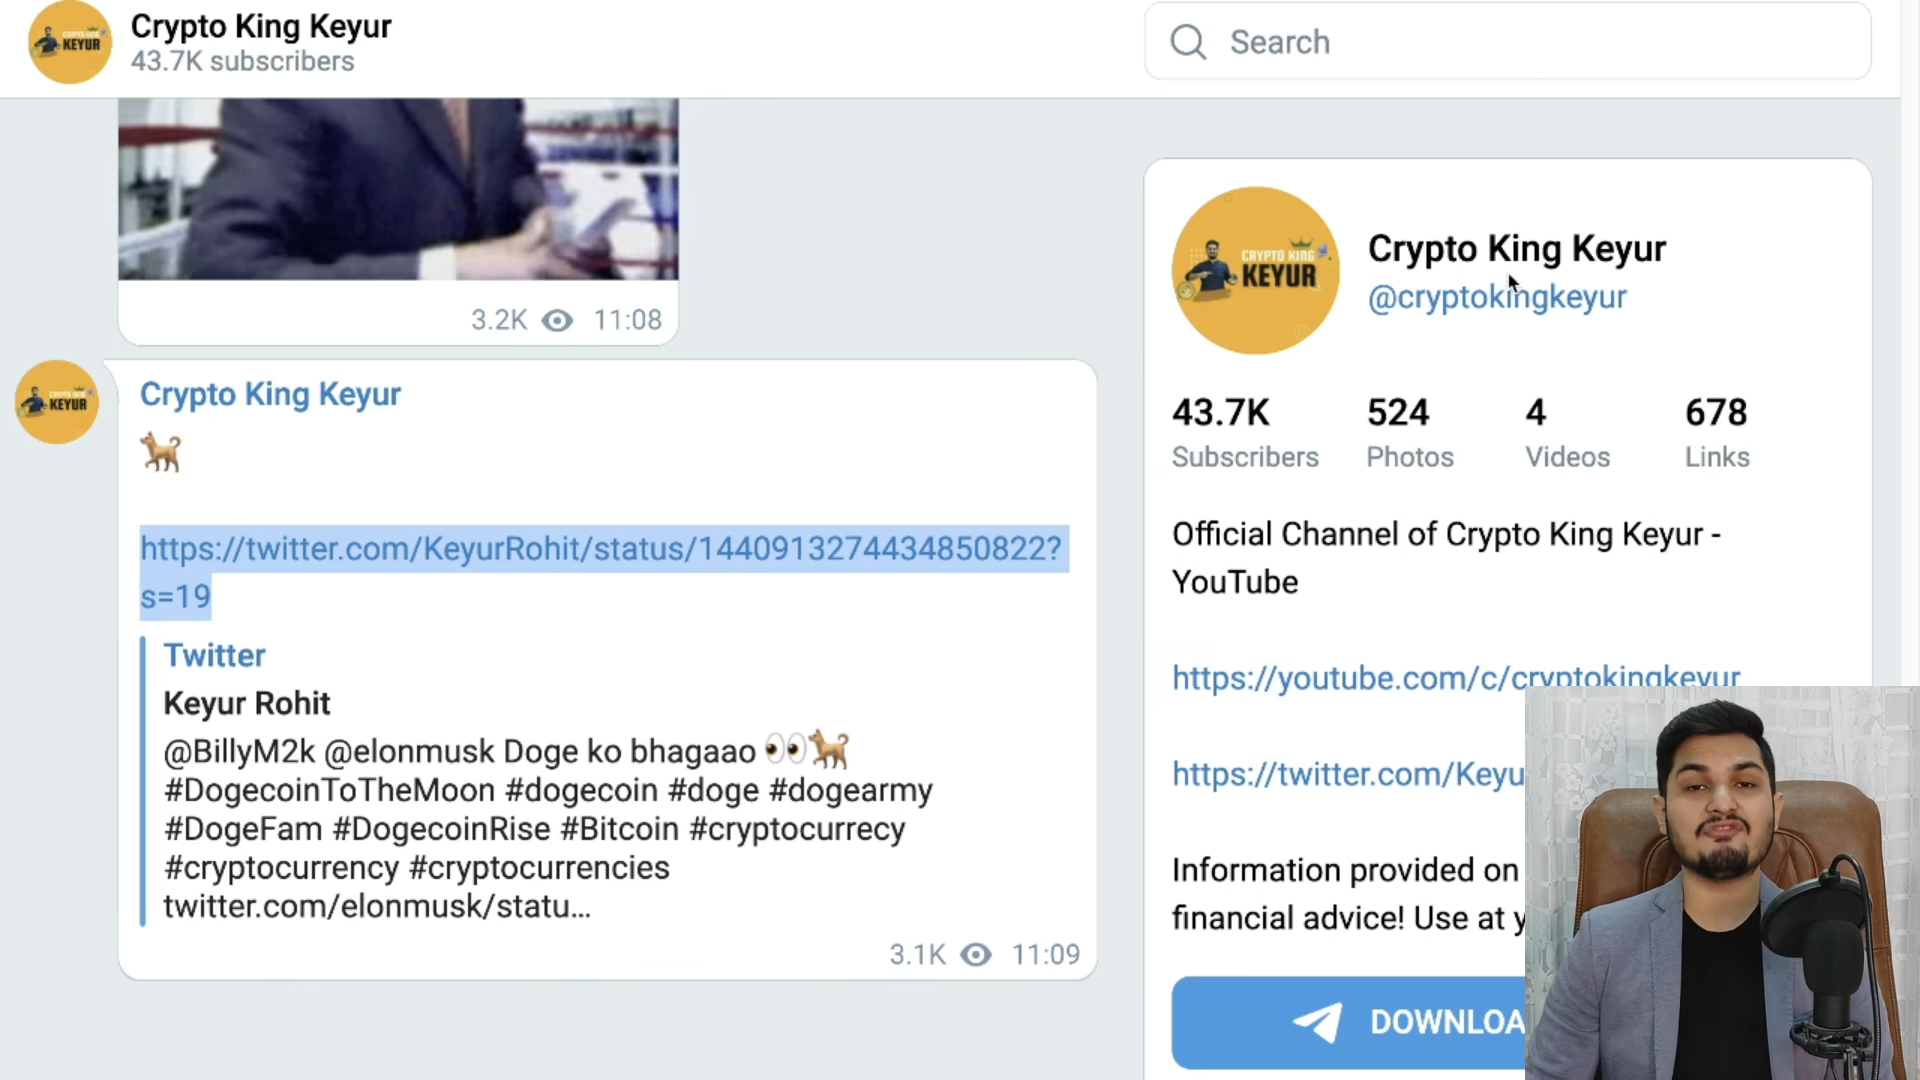 Crypto King Keyur
43.7K subscribers
Search
3.2K 11:08
Crypto King Keyur
https://twitter.com/KeyurRohit/status/1440913274434850822?
s=19
Twitter
Keyur Rohit
@BillyM2k @elonmusk Doge ko bhagaao 👀🐕
#DogecoinToTheMoon #dogecoin #doge #dogearmy
#DogeFam #DogecoinRise #Bitcoin #cryptocurrecy
#cryptocurrency #cryptocurrencies
twitter.com/elonmusk/statu...
3.1K 11:09
CRYPTO KING
KEYUR
Crypto King Keyur
@cryptokingkeyur
43.7K 524 4 678
Subscribers Photos Videos Links
Official Channel of Crypto King Keyur -
YouTube
https://youtube.com/c/cryptokingkeyur
https://twitter.com/Keyu
Information provided on
financial advice! Use at y
DOWNLOA